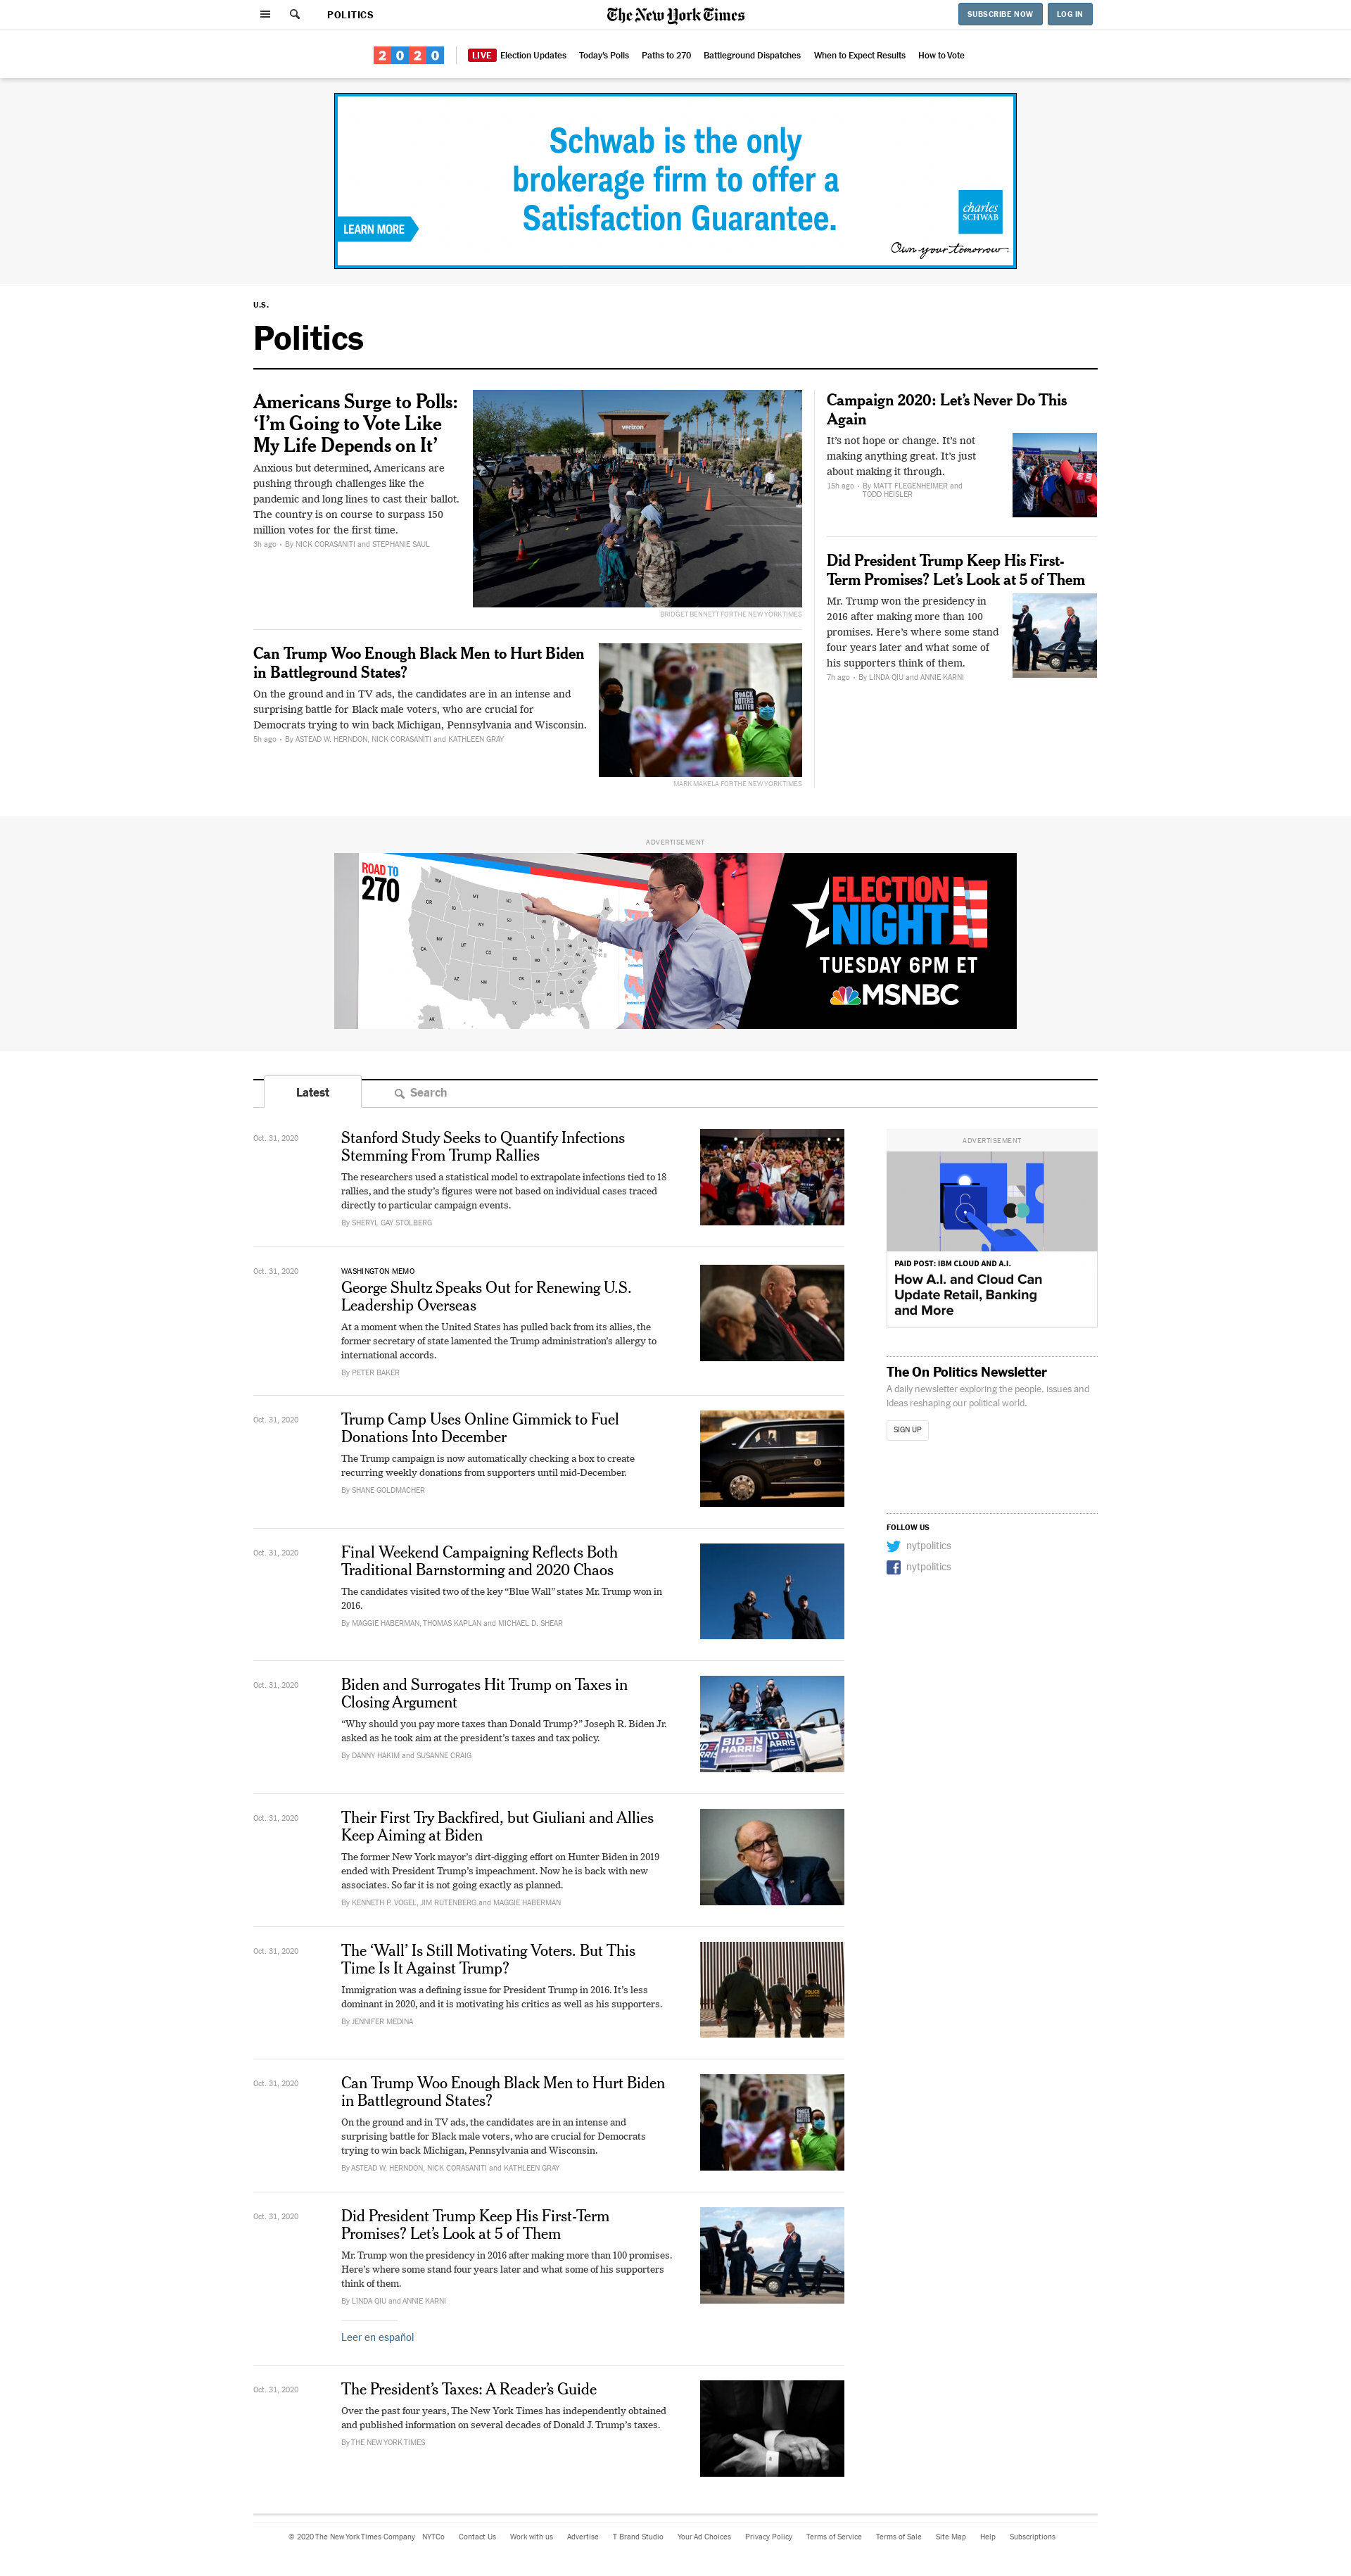 POLITICS
The New York Times
SUBSCRIBE NOW
LOG IN
2020
LIVE Election Updates
Today's Polls
Paths to 270
Battleground Dispatches
When to Expect Results
How to Vote
Schwab is the only
brokerage firm to offer a
Satisfaction Guarantee.
LEARN MORE
charles
SCHWAB
Own your tomorrow
U.S.
Politics
Americans Surge to Polls:
‘I’m Going to Vote Like
My Life Depends on It’
Anxious but determined, Americans are
pushing through challenges like the
pandemic and long lines to cast their ballot.
The country is on course to surpass 150
million votes for the first time.
3h ago • By NICK CORASANITI and STEPHANIE SAUL
verizon
BRIDGET BENNETT FOR THE NEW YORK TIMES
Can Trump Woo Enough Black Men to Hurt Biden
in Battleground States?
On the ground and in TV ads, the candidates are in an intense and
surprising battle for Black male voters, who are crucial for
Democrats trying to win back Michigan, Pennsylvania and Wisconsin.
5h ago • By ASTEAD W. HERNDON, NICK CORASANITI and KATHLEEN GRAY
BLACK
VOTERS
MATTER
MARK MAKELA FOR THE NEW YORK TIMES
Campaign 2020: Let’s Never Do This
Again
It’s not hope or change. It’s not
making anything great. It’s just
about making it through.
15h ago • By MATT FLEGENHEIMER and
TODD HEISLER
Did President Trump Keep His First-
Term Promises? Let’s Look at 5 of Them
Mr. Trump won the presidency in
2016 after making more than 100
promises. Here’s where some stand
four years later and what some of
his supporters think of them.
7h ago • By LINDA QIU and ANNIE KARNI
ADVERTISEMENT
ROAD TO
270
ELECTION
NIGHT
TUESDAY 6PM ET
MSNBC
Latest
Search
Oct. 31, 2020
Stanford Study Seeks to Quantify Infections
Stemming From Trump Rallies
The researchers used a statistical model to extrapolate infections tied to 18
rallies, and the study’s figures were not based on individual cases traced
directly to particular campaign events.
By SHERYL GAY STOLBERG
Oct. 31, 2020
WASHINGTON MEMO
George Shultz Speaks Out for Renewing U.S.
Leadership Overseas
At a moment when the United States has pulled back from its allies, the
former secretary of state lamented the Trump administration’s allergy to
international accords.
By PETER BAKER
Oct. 31, 2020
Trump Camp Uses Online Gimmick to Fuel
Donations Into December
The Trump campaign is now automatically checking a box to create
recurring weekly donations from supporters until mid-December.
By SHANE GOLDMACHER
Oct. 31, 2020
Final Weekend Campaigning Reflects Both
Traditional Barnstorming and 2020 Chaos
The candidates visited two of the key “Blue Wall” states Mr. Trump won in
2016.
By MAGGIE HABERMAN, THOMAS KAPLAN and MICHAEL D. SHEAR
Oct. 31, 2020
Biden and Surrogates Hit Trump on Taxes in
Closing Argument
“Why should you pay more taxes than Donald Trump?” Joseph R. Biden Jr.
asked as he took aim at the president’s taxes and tax policy.
By DANNY HAKIM and SUSANNE CRAIG
BIDEN
HARRIS
Oct. 31, 2020
Their First Try Backfired, but Giuliani and Allies
Keep Aiming at Biden
The former New York mayor’s dirt-digging effort on Hunter Biden in 2019
ended with President Trump’s impeachment. Now he is back with new
associates. So far it is not going exactly as planned.
By KENNETH P. VOGEL, JIM RUTENBERG and MAGGIE HABERMAN
Oct. 31, 2020
The ‘Wall’ Is Still Motivating Voters. But This
Time Is It Against Trump?
Immigration was a defining issue for President Trump in 2016. It’s less
dominant in 2020, and it is motivating his critics as well as his supporters.
By JENNIFER MEDINA
POLICE
Oct. 31, 2020
Can Trump Woo Enough Black Men to Hurt Biden
in Battleground States?
On the ground and in TV ads, the candidates are in an intense and
surprising battle for Black male voters, who are crucial for Democrats
trying to win back Michigan, Pennsylvania and Wisconsin.
By ASTEAD W. HERNDON, NICK CORASANITI and KATHLEEN GRAY
Oct. 31, 2020
Did President Trump Keep His First-Term
Promises? Let’s Look at 5 of Them
Mr. Trump won the presidency in 2016 after making more than 100 promises.
Here’s where some stand four years later and what some of his supporters
think of them.
By LINDA QIU and ANNIE KARNI
Leer en español
Oct. 31, 2020
The President’s Taxes: A Reader’s Guide
Over the past four years, The New York Times has independently obtained
and published information on several decades of Donald J. Trump’s taxes.
By THE NEW YORK TIMES
ADVERTISEMENT
PAID POST: IBM CLOUD AND A.I.
How A.I. and Cloud Can
Update Retail, Banking
and More
The On Politics Newsletter
A daily newsletter exploring the people, issues and
ideas reshaping our political world.
SIGN UP
FOLLOW US
nytpolitics
nytpolitics
© 2020 The New York Times Company NYTCo Contact Us Work with us Advertise T Brand Studio Your Ad Choices Privacy Policy Terms of Service Terms of Sale Site Map Help Subscriptions